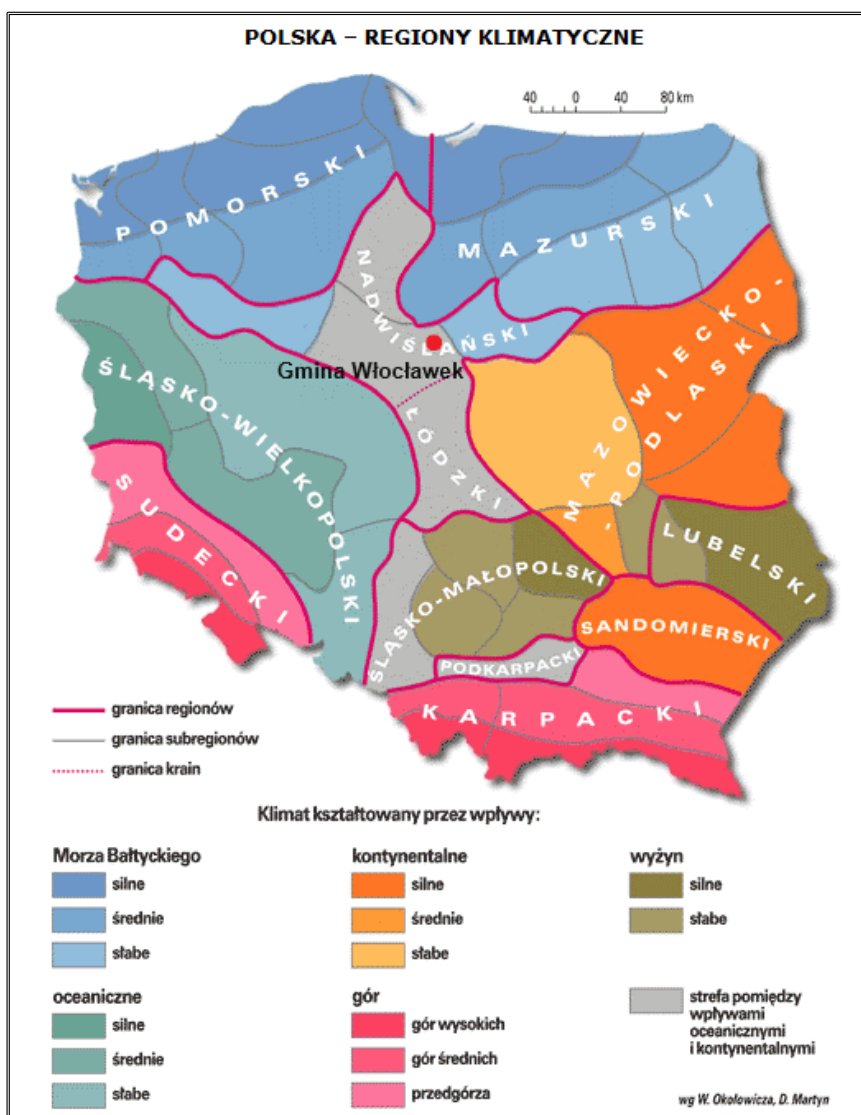 POLSKA – REGIONY KLIMATYCZNE
40 0 40 80 km
POMORSKI
MAZURSKI
NADWIŚLAŃSKI
MAZOWIECKO-
-PODLASKI
Gmina Włocławek
ŚLĄSKO-WIELKOPOLSKI
ŁÓDZKI
SUDECKI
LUBELSKI
ŚLĄSKO-MAŁOPOLSKI
SANDOMIERSKI
PODKARPACKI
KARPACKI
granica regionów
granica subregionów
granica krain
Klimat kształtowany przez wpływy:
Morza Bałtyckiego
silne
średnie
słabe
kontynentalne
silne
średnie
słabe
wyżyn
silne
słabe
oceaniczne
silne
średnie
słabe
gór
gór wysokich
gór średnich
przedgórza
strefa pomiędzy
wpływami
oceanicznymi
i kontynentalnymi
wg W. Okołowicza, D. Martyn